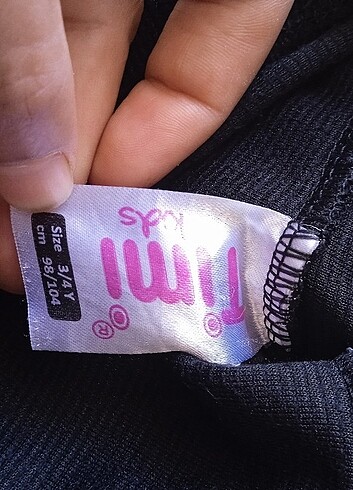 Timi®
kids
Size 3/4 Y
cm 98/104